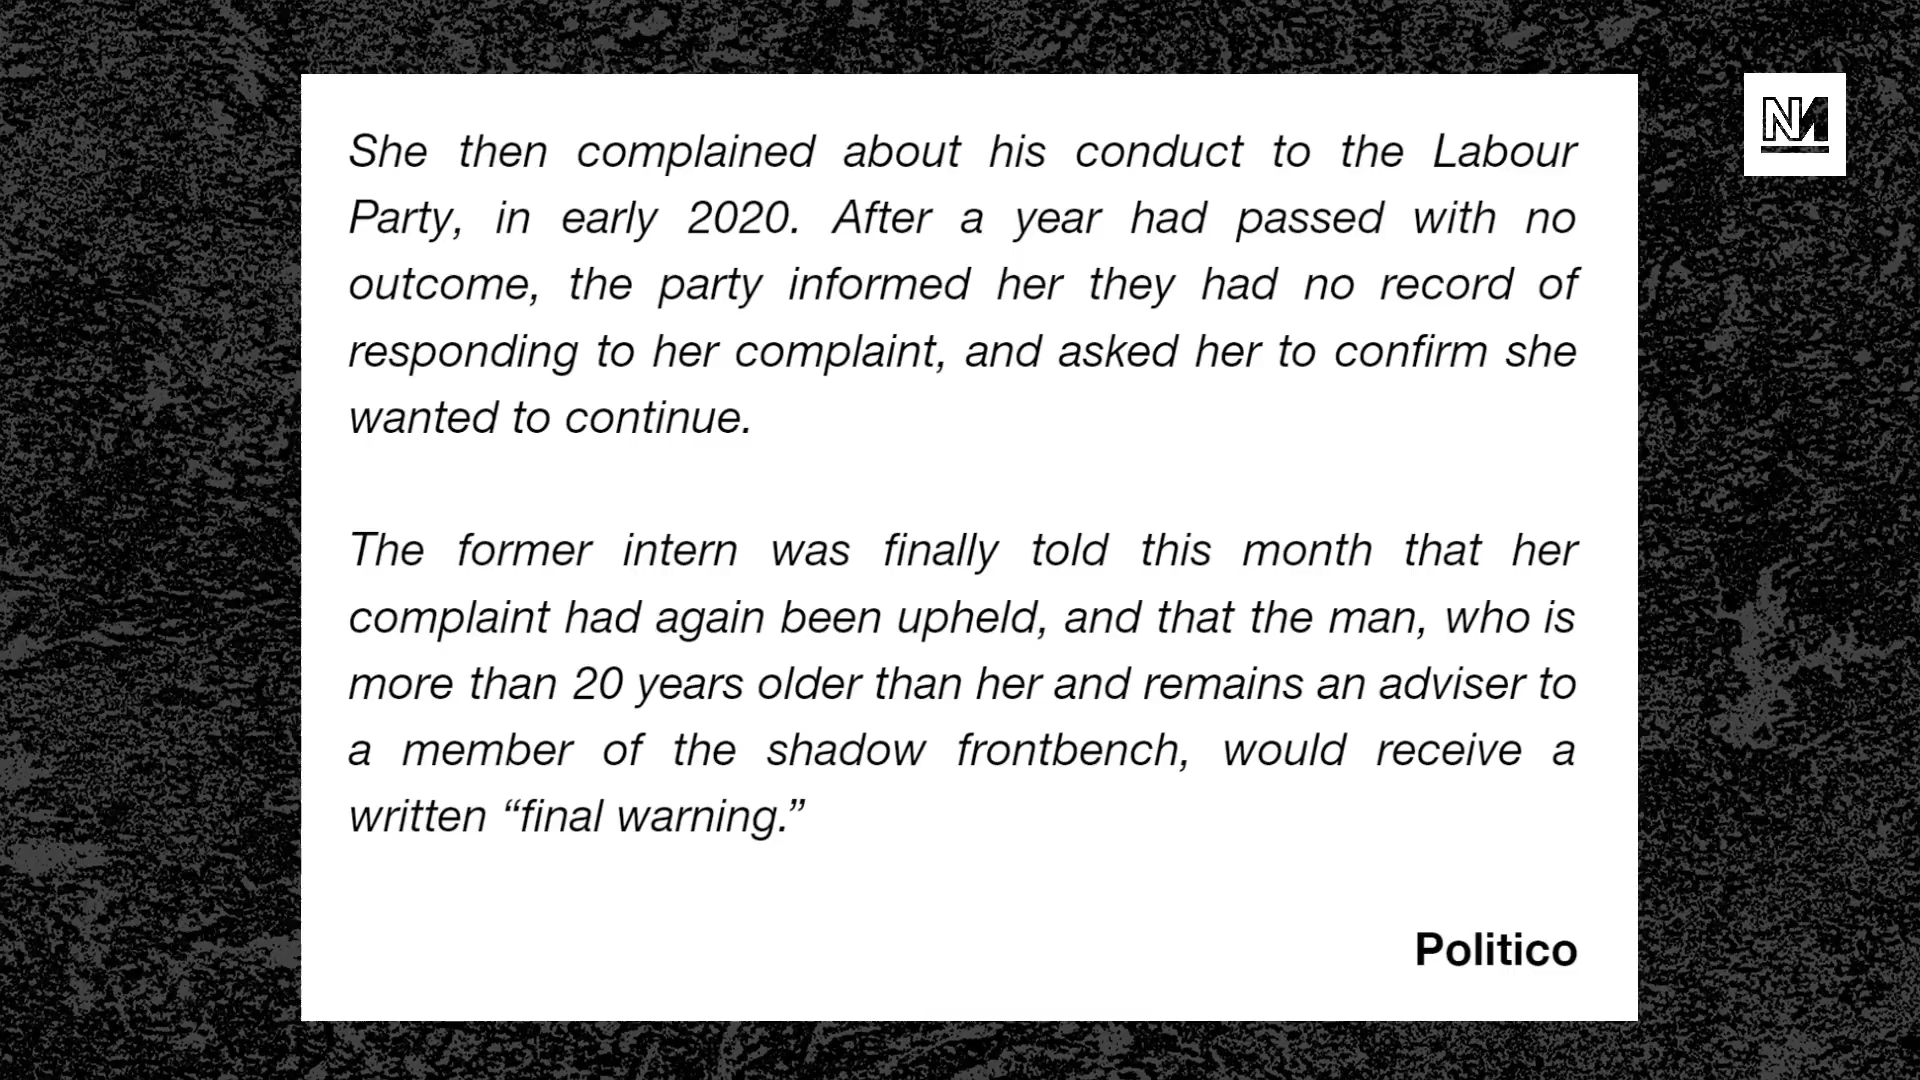 She then complained about his conduct to the Labour
Party, in early 2020. After a year had passed with no
outcome, the party informed her they had no record of
responding to her complaint, and asked her to confirm she
wanted to continue.
The former intern was finally told this month that her
complaint had again been upheld, and that the man, who is
more than 20 years older than her and remains an adviser to
a member of the shadow frontbench, would receive a
written “final warning.”
Politico
NM